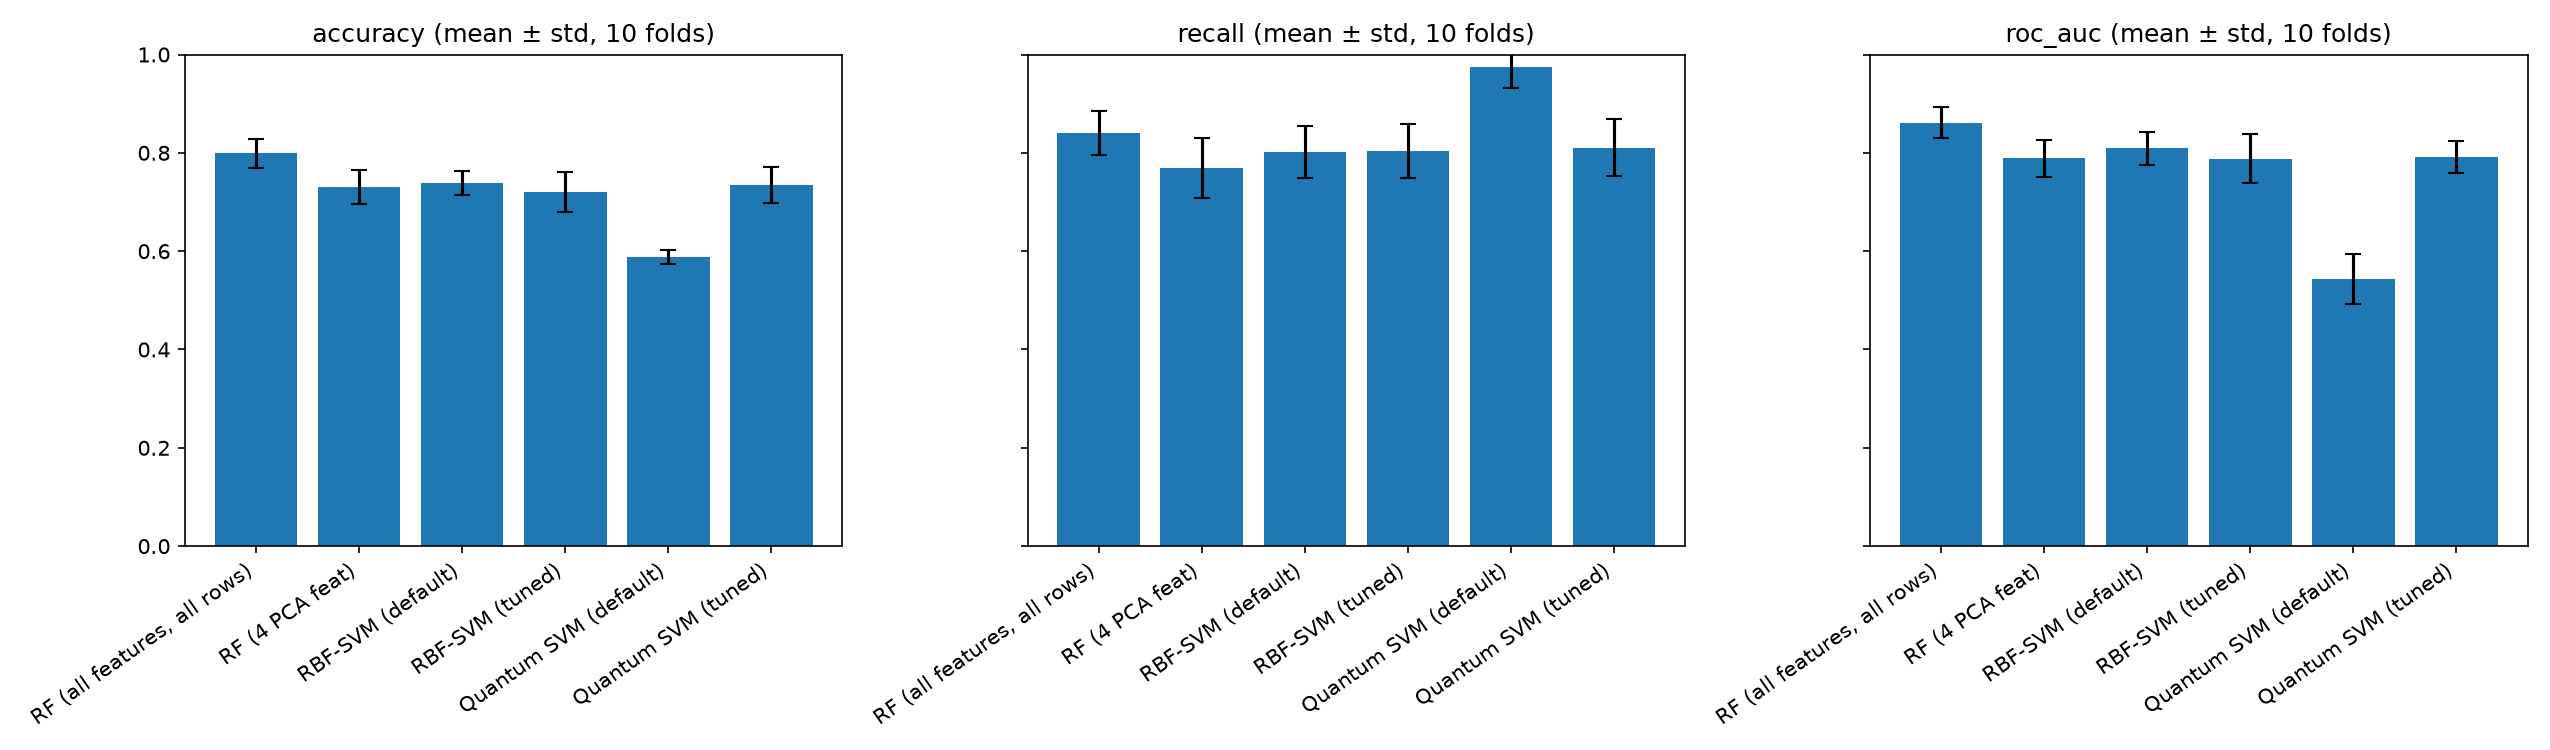 accuracy (mean ± std, 10 folds)
1.0
0.8
0.6
0.4
0.2
0.0
RF (all features, all rows)
RF (4 PCA feat)
RBF-SVM (default)
RBF-SVM (tuned)
Quantum SVM (default)
Quantum SVM (tuned)
recall (mean ± std, 10 folds)
RF (all features, all rows)
RF (4 PCA feat)
RBF-SVM (default)
RBF-SVM (tuned)
Quantum SVM (default)
Quantum SVM (tuned)
roc_auc (mean ± std, 10 folds)
RF (all features, all rows)
RF (4 PCA feat)
RBF-SVM (default)
RBF-SVM (tuned)
Quantum SVM (default)
Quantum SVM (tuned)